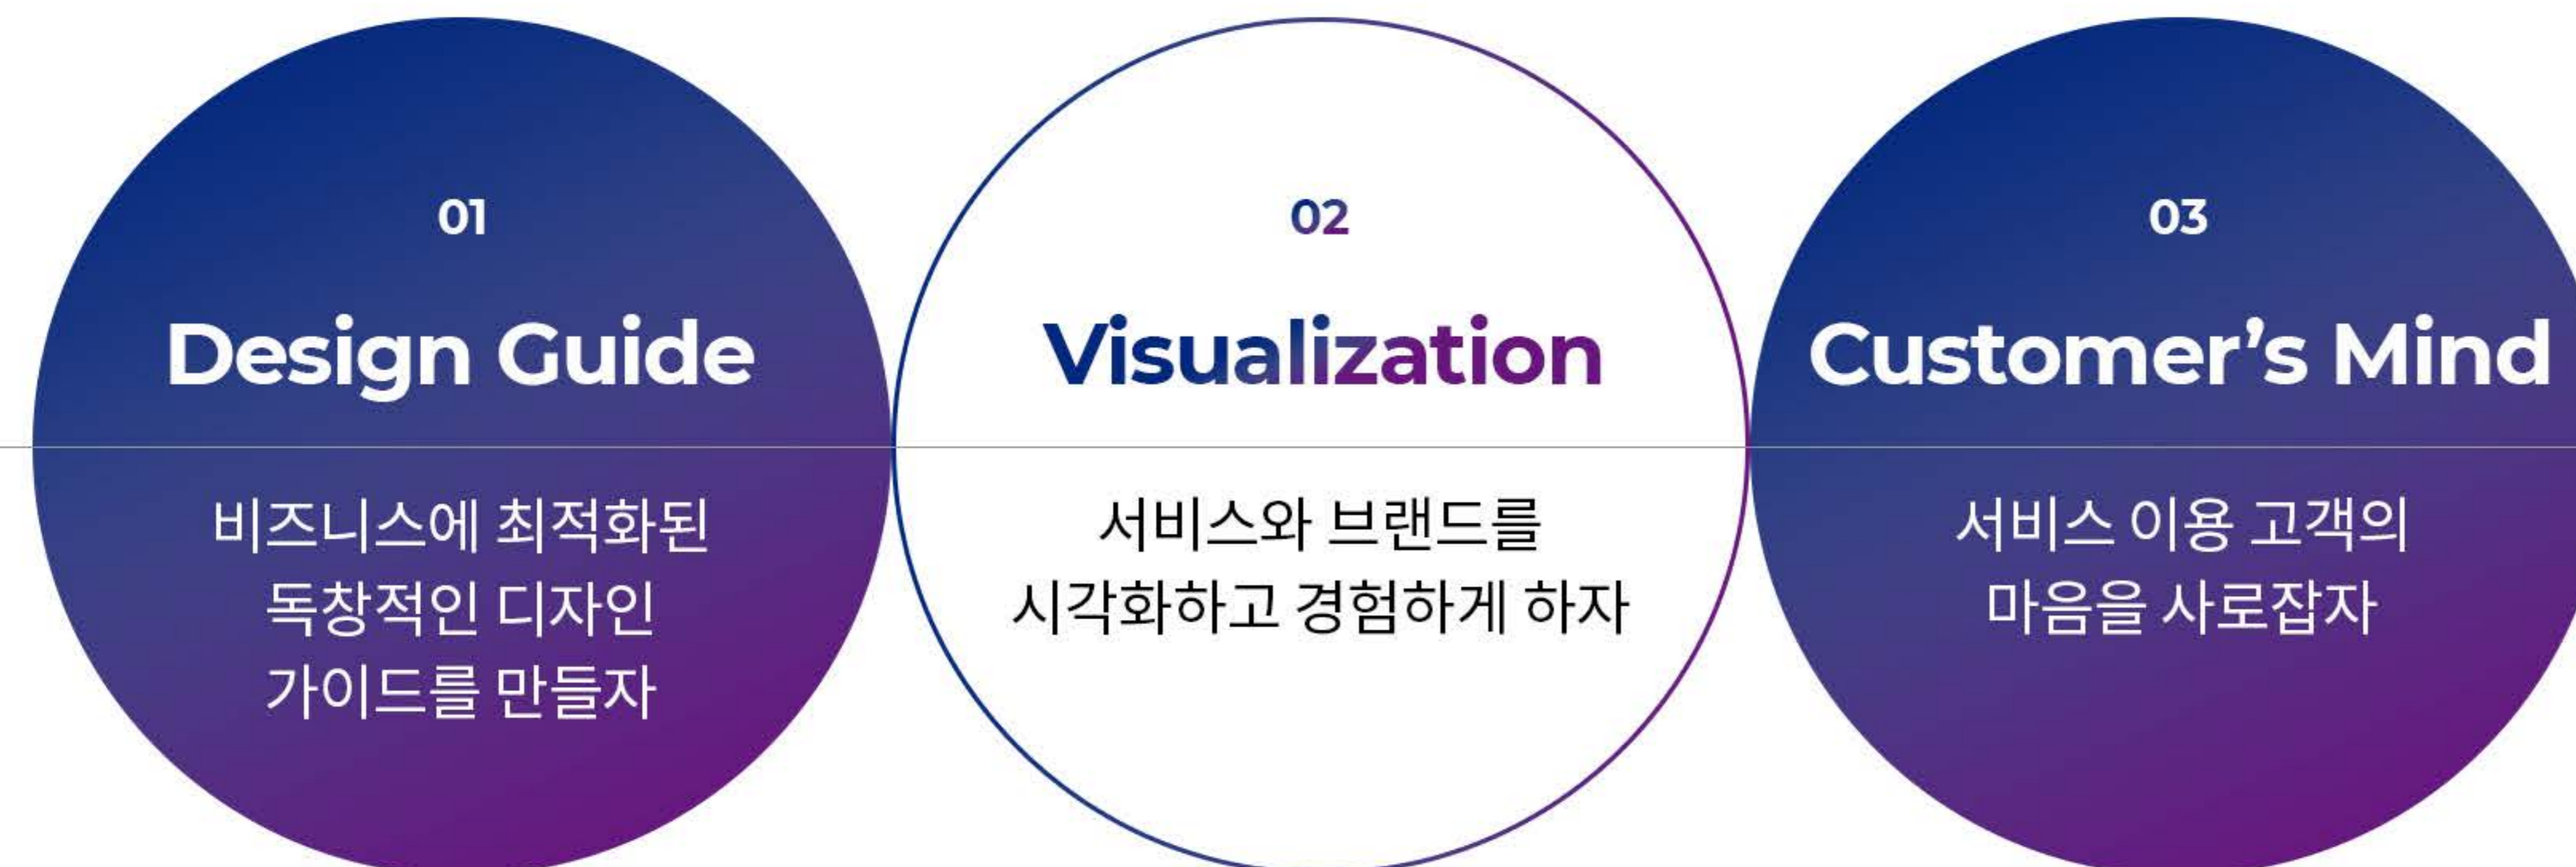 01
Design Guide
비즈니스에 최적화된
독창적인 디자인
가이드를 만들자
02
Visualization
서비스와 브랜드를
시각화하고 경험하게 하자
03
Customer’s Mind
서비스 이용 고객의
마음을 사로잡자